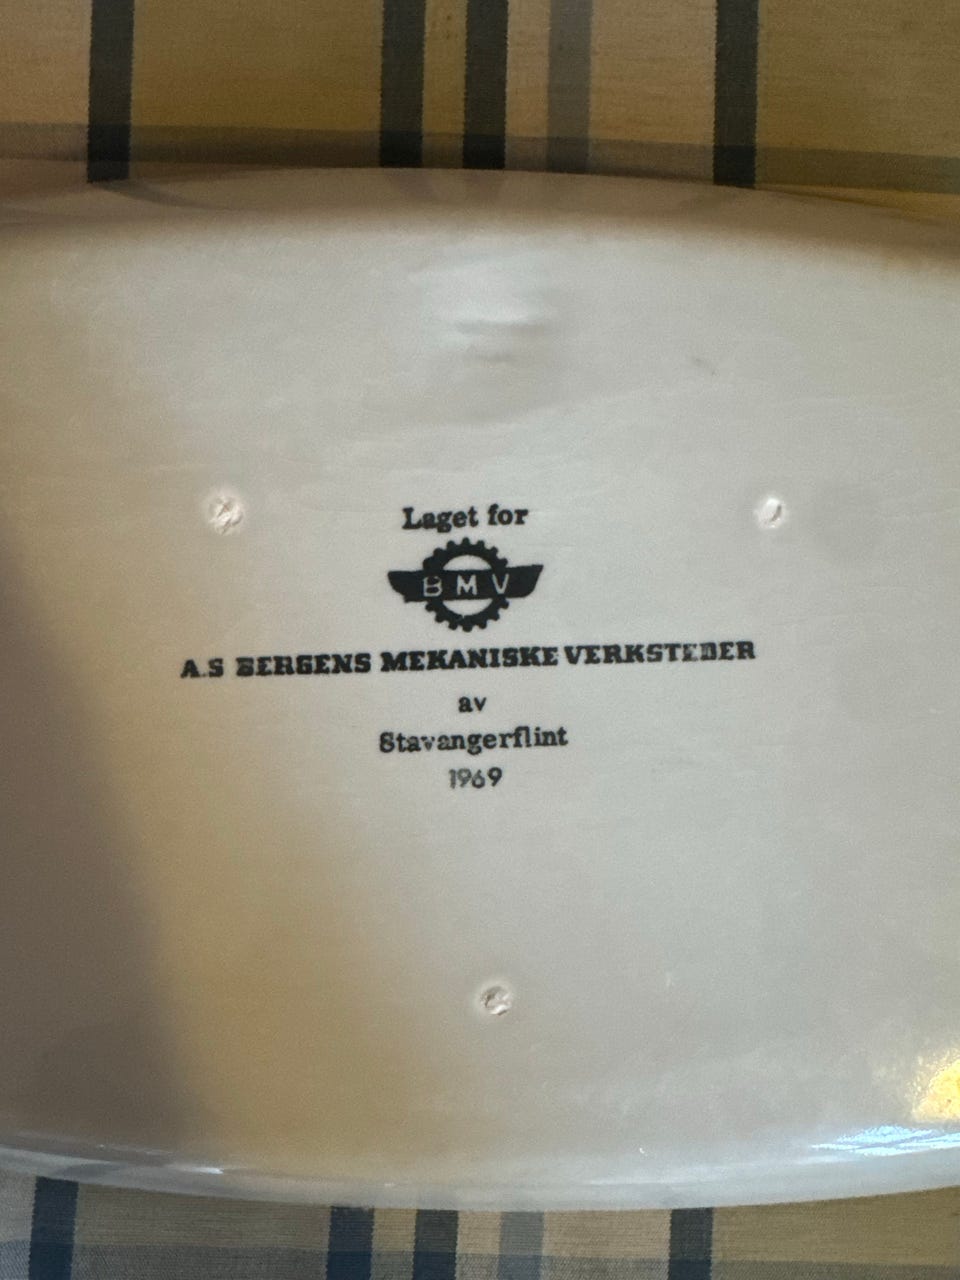 Laget for
BMV
A.S BERGENS MEKANISKE VERKSTEDER
av
Stavangerflint
1969